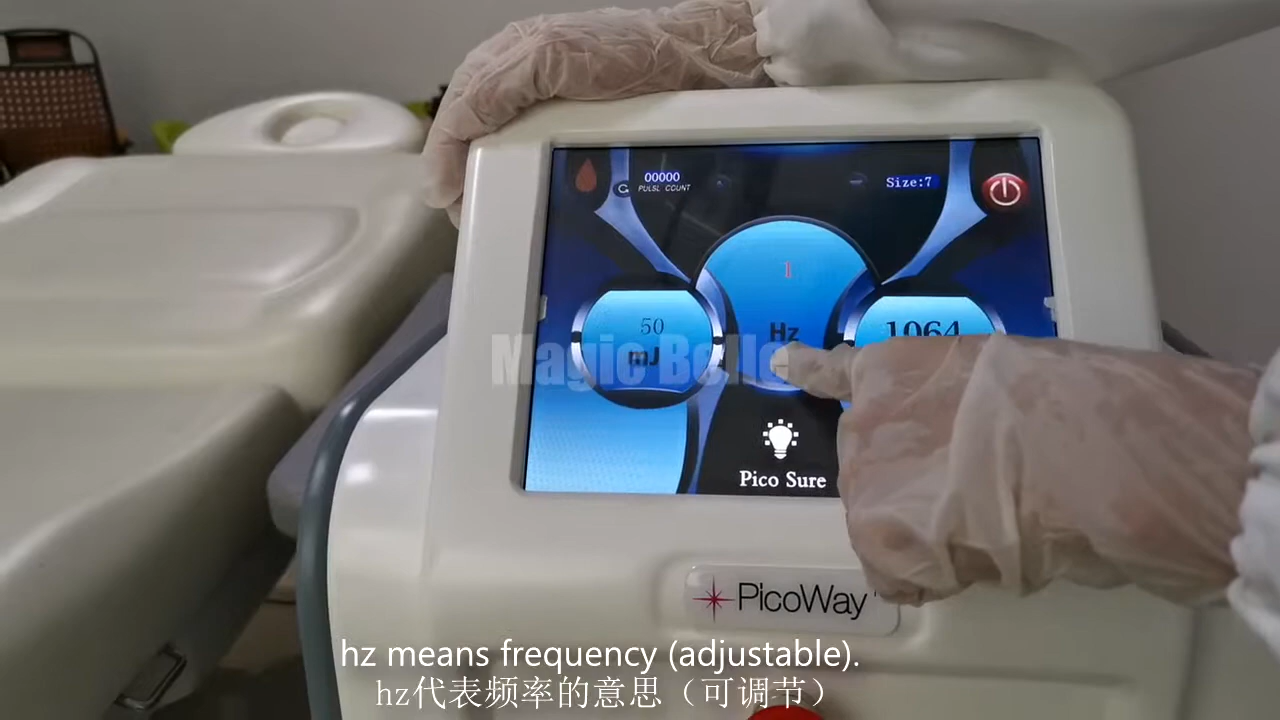 00000
PULSL COUNT
Size:7
1
50
mJ
Hz
1064
Magic Belle
Pico Sure
PicoWay
hz means frequency (adjustable).
hz代表频率的意思（可调节）